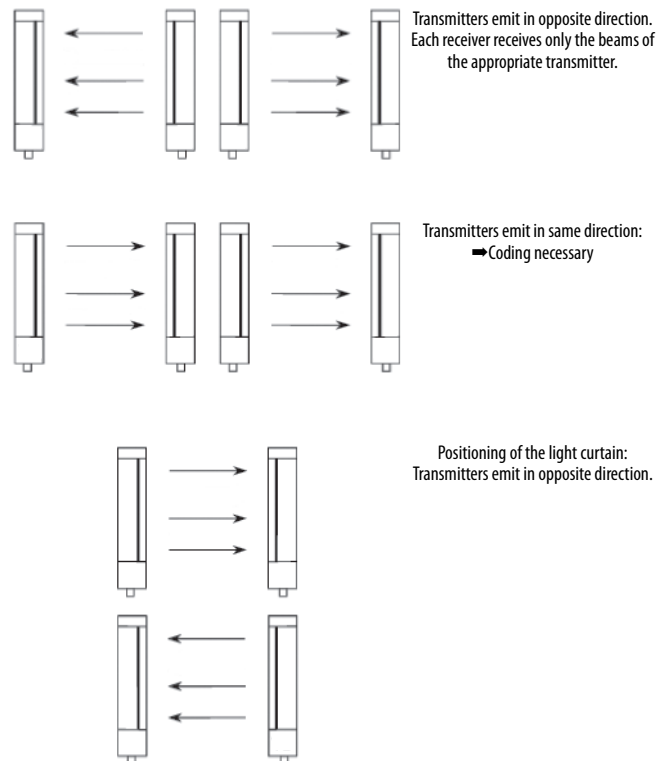 Transmitters emit in opposite direction.
Each receiver receives only the beams of
the appropriate transmitter.
Transmitters emit in same direction:
➡Coding necessary
Positioning of the light curtain:
Transmitters emit in opposite direction.